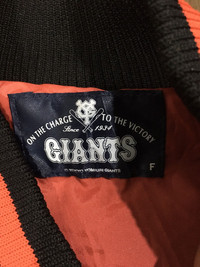 ON THE CHARGE TO THE VICTORY
Since 1934
GIANTS
F